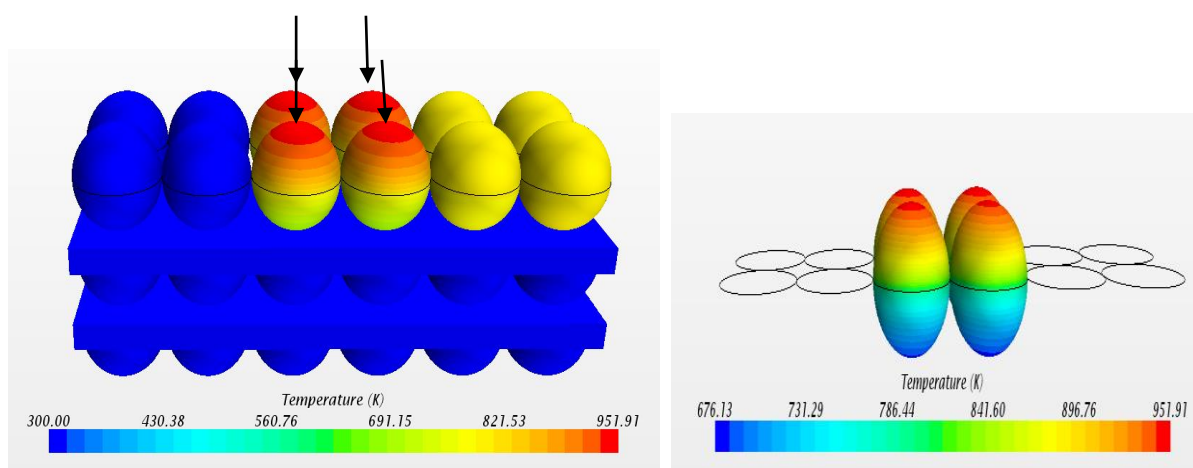 Temperature (K)
300.00 430.38 560.76 691.15 821.53 951.91
Temperature (K)
676.13 731.29 786.44 841.60 896.76 951.91